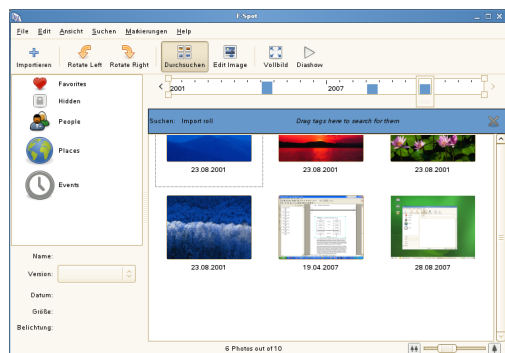 F-Spot
File Edit Ansicht Suchen Markierungen Help
Importieren Rotate Left Rotate Right Durchsuchen Edit Image Vollbild Diashow
Favorites
Hidden
People
Places
Events
2001 2007
Suchen: Import roll Drag tags here to search for them
23.08.2001 23.08.2001 23.08.2001
23.08.2001 19.04.2007 28.08.2007
Name:
Version:
Datum:
Größe:
Belichtung:
6 Photos out of 10